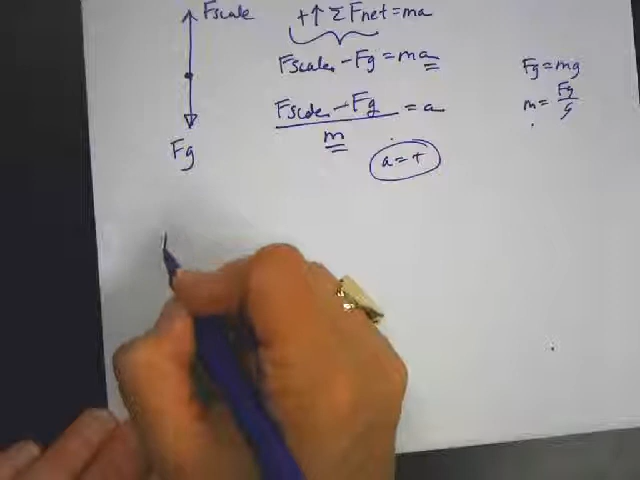 Fscale
+↑ Σ Fnet = ma
Fscale - Fg = ma
Fscale - Fg / m = a
Fg
a = +
Fg = mg
m = Fg / g